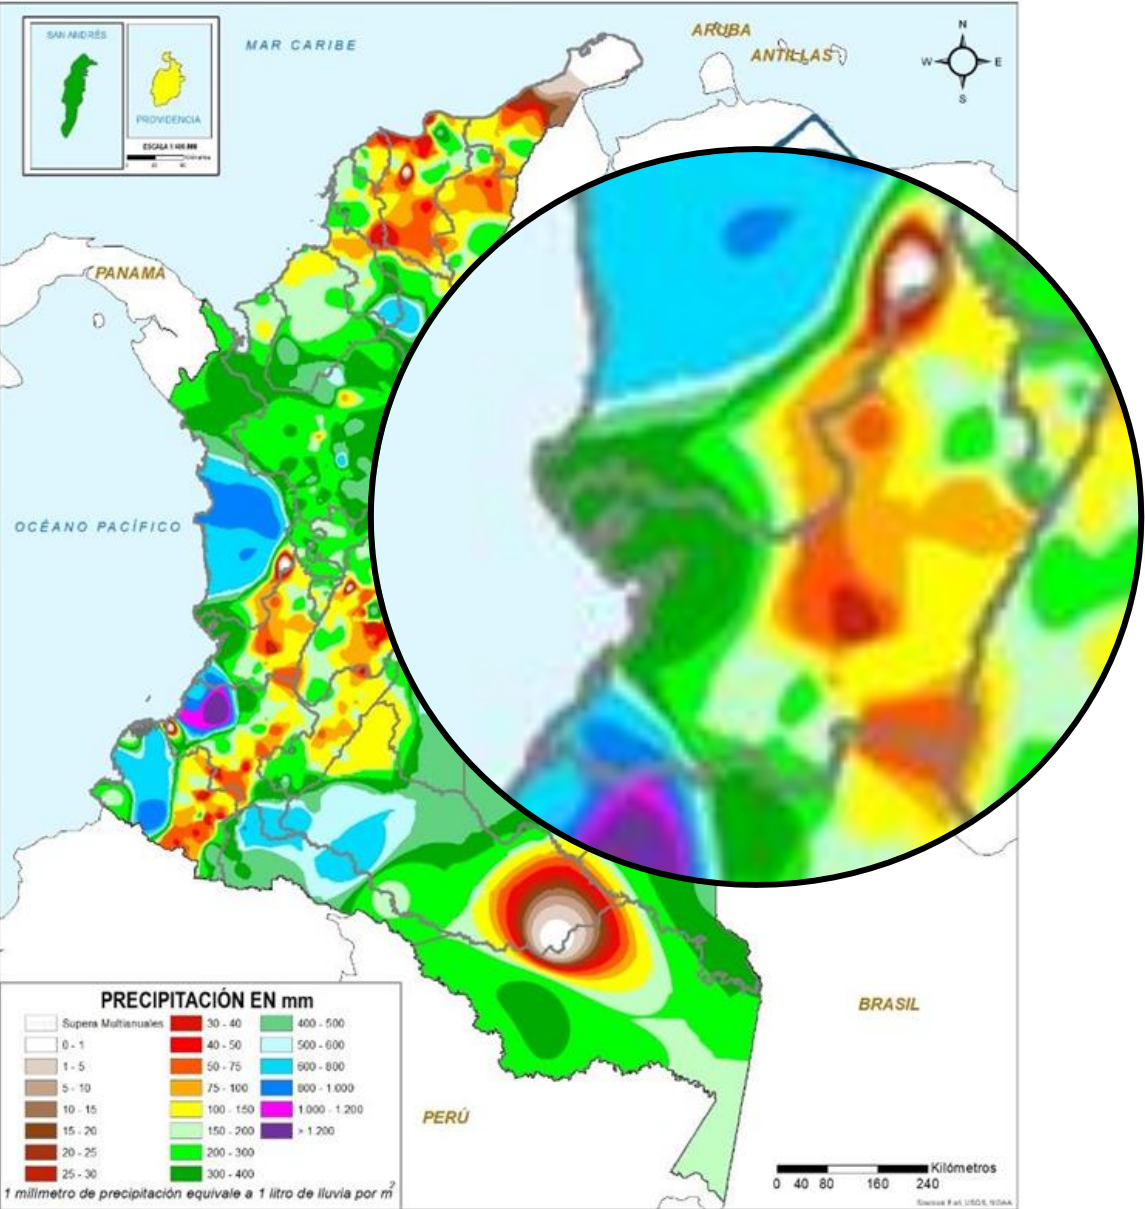 SAN ANDRÉS
PROVIDENCIA
ESCALA 1:400.000
Kilómetros
MAR CARIBE
ARUBA
ANTILLAS
N
W
E
S
PANAMÁ
OCÉANO PACÍFICO
BRASIL
PERÚ
PRECIPITACIÓN EN mm
Supera Multianuales
0 - 1
1 - 5
5 - 10
10 - 15
15 - 20
20 - 25
25 - 30
30 - 40
40 - 50
50 - 75
75 - 100
100 - 150
150 - 200
200 - 300
300 - 400
400 - 500
500 - 600
600 - 800
800 - 1.000
1.000 - 1.200
> 1.200
1 milimetro de precipitación equivale a 1 litro de lluvia por m2
Kilómetros
0 40 80 160 240